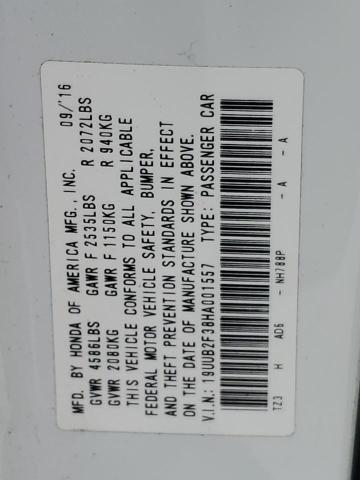 MFD. BY HONDA OF AMERICA MFG., INC. 09/'16
GVWR 4586LBS GAWR F 2535LBS R 2072LBS
GVWR 2080KG GAWR F 1150KG R 940KG
THIS VEHICLE CONFORMS TO ALL APPLICABLE
FEDERAL MOTOR VEHICLE SAFETY, BUMPER,
AND THEFT PREVENTION STANDARDS IN EFFECT
ON THE DATE OF MANUFACTURE SHOWN ABOVE.
V.I.N.: 19UUB2F38HA001557 TYPE: PASSENGER CAR
TZ3 H AD6 - NH788P - A - A